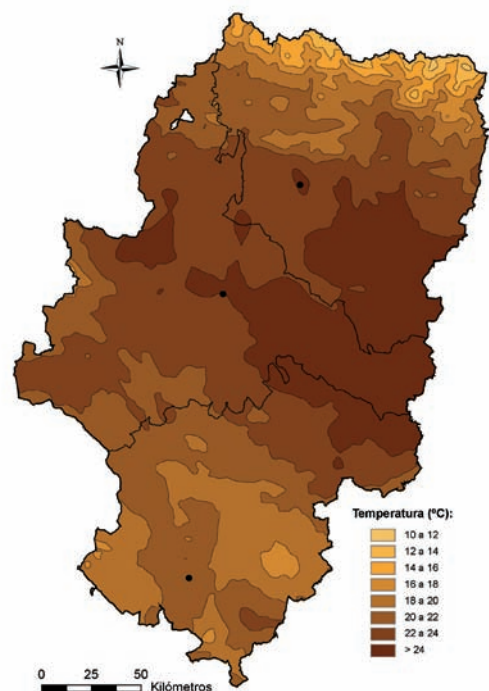 N
Temperatura (ºC):
10 a 12
12 a 14
14 a 16
16 a 18
18 a 20
20 a 22
22 a 24
> 24
0 25 50
Kilómetros